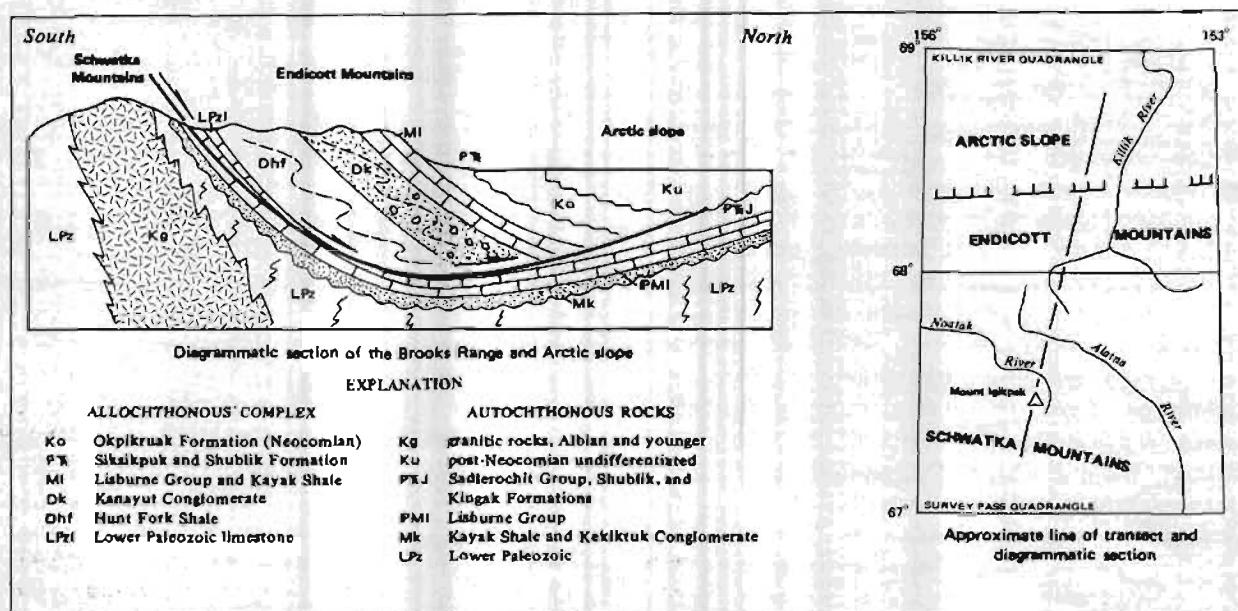 South
North
Schwatka
Mountains
Endicott Mountains
Arctic slope
LPzl
Dhf
Dk
Ml
PTR
Ko
Ku
PTRJ
LPz
Kg
LPz
Mk
PMl
LPz
Diagrammatic section of the Brooks Range and Arctic slope
EXPLANATION
ALLOCHTHONOUS COMPLEX
Ko Okpikruak Formation (Neocomian)
PTR Siksikpuk and Shublik Formation
Ml Lisburne Group and Kayak Shale
Dk Kanayut Conglomerate
Dhf Hunt Fork Shale
LPzl Lower Paleozoic limestone
AUTOCHTHONOUS ROCKS
Kg granitic rocks, Albian and younger
Ku post-Neocomian undifferentiated
PTRJ Sadlerochit Group, Shublik, and
Kingak Formations
PMl Lisburne Group
Mk Kayak Shale and Kekiktuk Conglomerate
LPz Lower Paleozoic
156°
153°
69°
KILLIK RIVER QUADRANGLE
ARCTIC SLOPE
Killik River
ENDICOTT MOUNTAINS
68°
Noatak River
Alatna River
Mount Igikpak
SCHWATKA MOUNTAINS
67°
SURVEY PASS QUADRANGLE
Approximate line of transect and
diagrammatic section